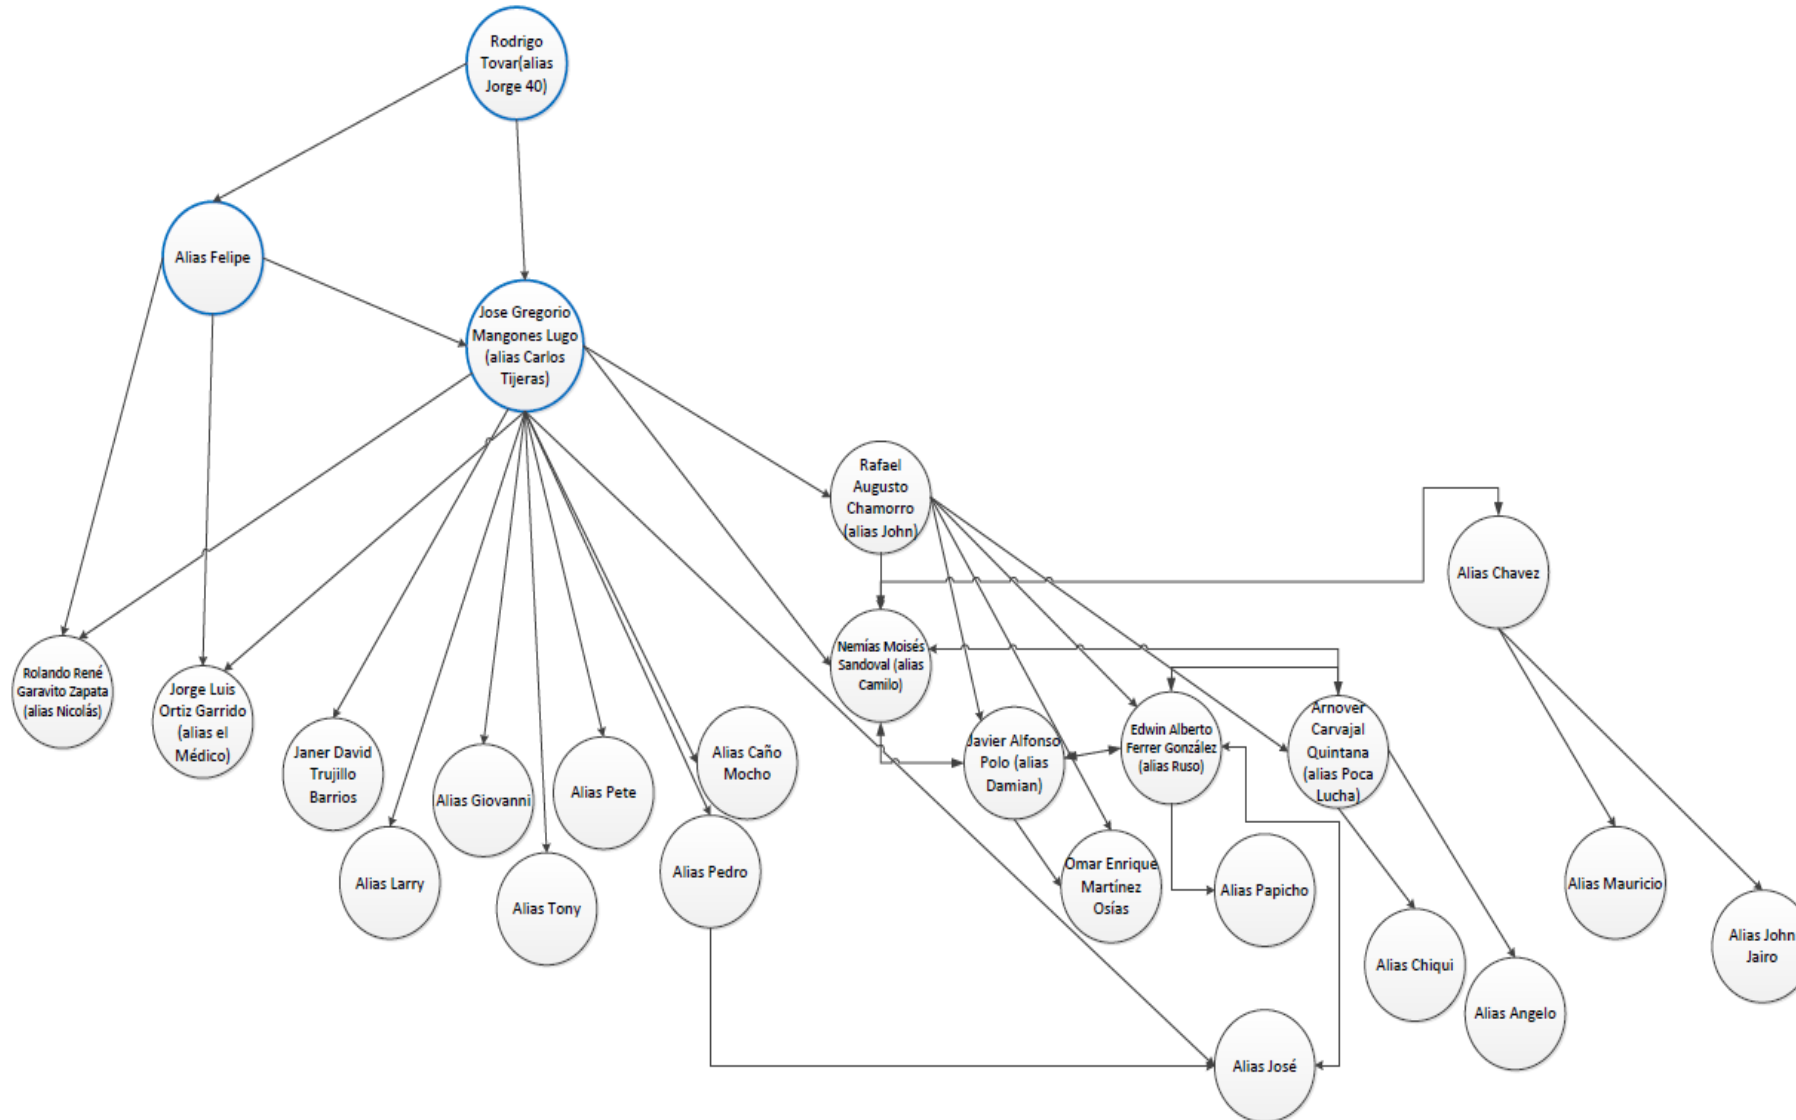 Rodrigo
Tovar(alias
Jorge 40)
Alias Felipe
Jose Gregorio
Mangones Lugo
(alias Carlos
Tijeras)
Rafael
Augusto
Chamorro
(alias John)
Alias Chavez
Nemías Moisés
Sandoval (alias
Camilo)
Rolando René
Garavito Zapata
(alias Nicolás)
Jorge Luis
Ortiz Garrido
(alias el
Médico)
Janer David
Trujillo
Barrios
Alias Larry
Alias Giovanni
Alias Tony
Alias Pete
Alias Caño
Mocho
Alias Pedro
Javier Alfonso
Polo (alias
Damian)
Edwin Alberto
Ferrer González
(alias Ruso)
Arnover
Carvajal
Quintana
(alias Poca
Lucha)
Omar Enrique
Martínez
Osías
Alias Papicho
Alias Chiqui
Alias Angelo
Alias Mauricio
Alias John
Jairo
Alias José